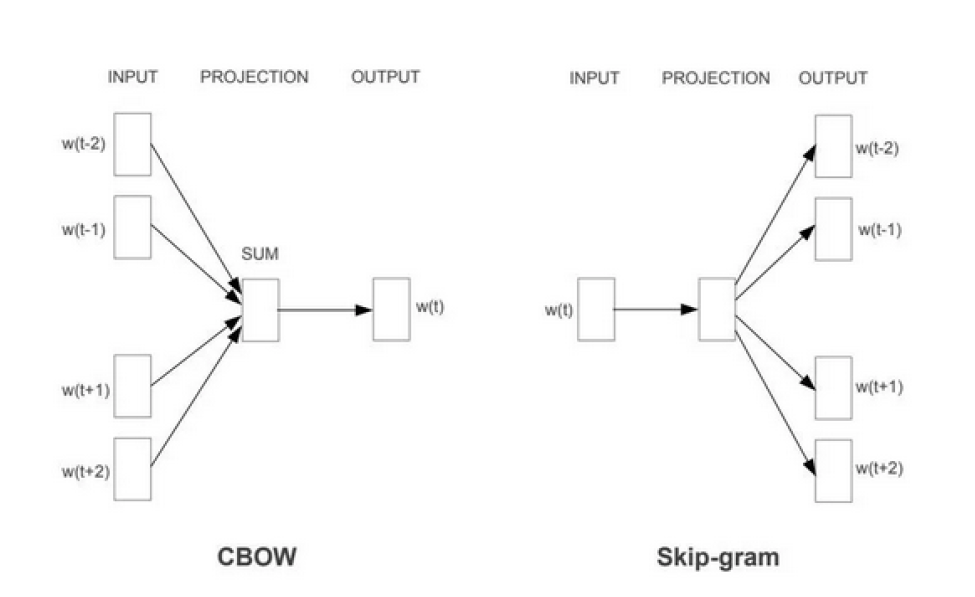 INPUT PROJECTION OUTPUT
w(t-2)
w(t-1)
SUM
w(t)
w(t+1)
w(t+2)
CBOW
INPUT PROJECTION OUTPUT
w(t-2)
w(t-1)
w(t)
w(t+1)
w(t+2)
Skip-gram